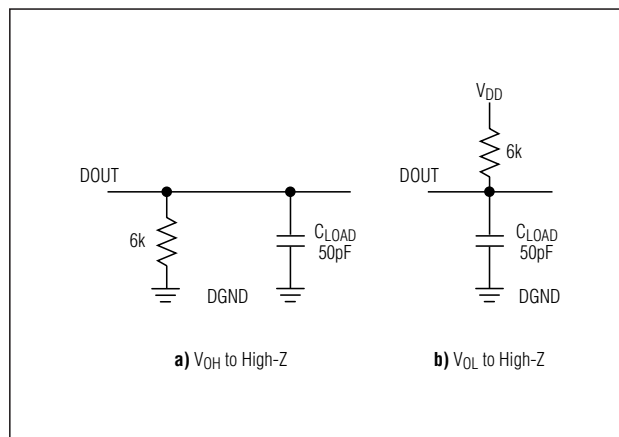 DOUT
6k
CLOAD
50pF
DGND
a) VOH to High-Z
VDD
6k
DOUT
CLOAD
50pF
DGND
b) VOL to High-Z